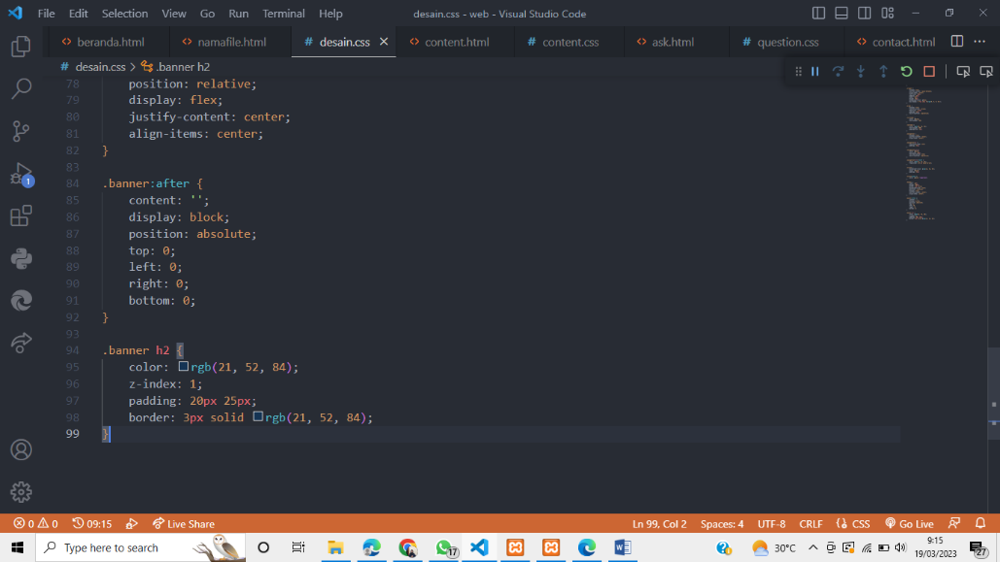 File Edit Selection View Go Run Terminal Help
desain.css - web - Visual Studio Code
beranda.html namafile.html desain.css content.html content.css ask.html question.css contact.html
desain.css > .banner h2
78 position: relative;
79 display: flex;
80 justify-content: center;
81 align-items: center;
82 }
83
84 .banner:after {
85 content: '';
86 display: block;
87 position: absolute;
88 top: 0;
89 left: 0;
90 right: 0;
91 bottom: 0;
92 }
93
94 .banner h2 {
95 color: rgb(21, 52, 84);
96 z-index: 1;
97 padding: 20px 25px;
98 border: 3px solid rgb(21, 52, 84);
99 }
1
0 0 09:15 Live Share Ln 99, Col 2 Spaces: 4 UTF-8 CRLF CSS Go Live
Type here to search
17
30°C
9:15
19/03/2023
27